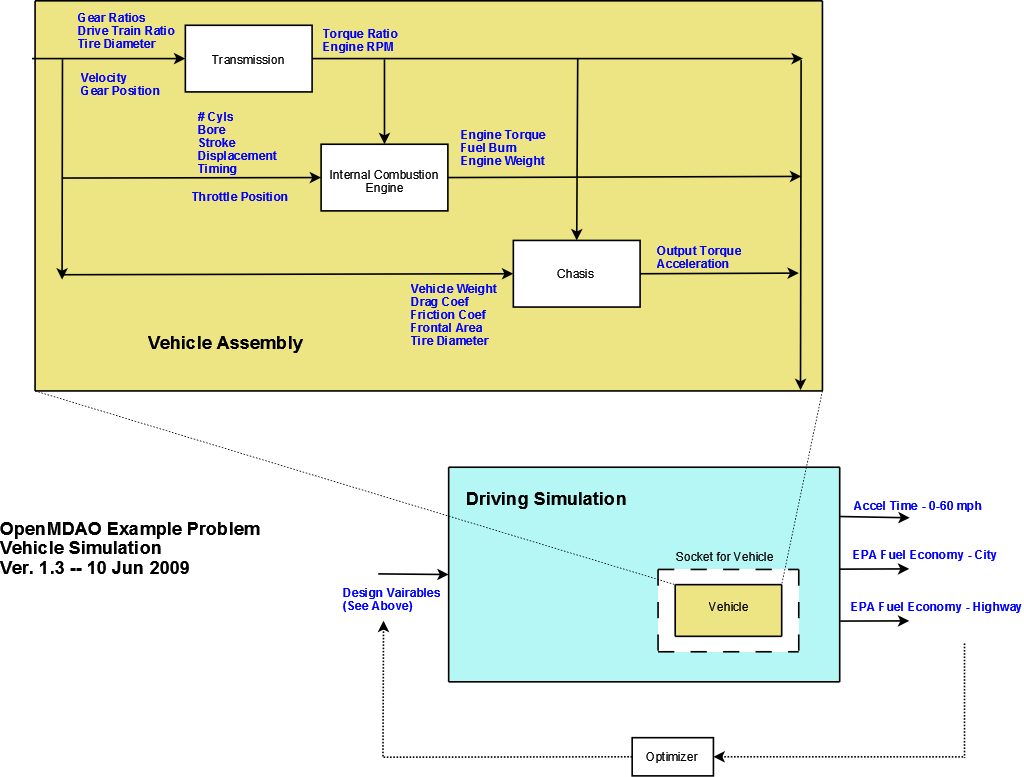 Gear Ratios
Drive Train Ratio
Tire Diameter
Velocity
Gear Position
Transmission
Torque Ratio
Engine RPM
# Cyls
Bore
Stroke
Displacement
Timing
Throttle Position
Internal Combustion
Engine
Engine Torque
Fuel Burn
Engine Weight
Chasis
Output Torque
Acceleration
Vehicle Weight
Drag Coef
Friction Coef
Frontal Area
Tire Diameter
Vehicle Assembly
Driving Simulation
OpenMDAO Example Problem
Vehicle Simulation
Ver. 1.3 -- 10 Jun 2009
Socket for Vehicle
Vehicle
Design Vairables
(See Above)
Accel Time - 0-60 mph
EPA Fuel Economy - City
EPA Fuel Economy - Highway
Optimizer